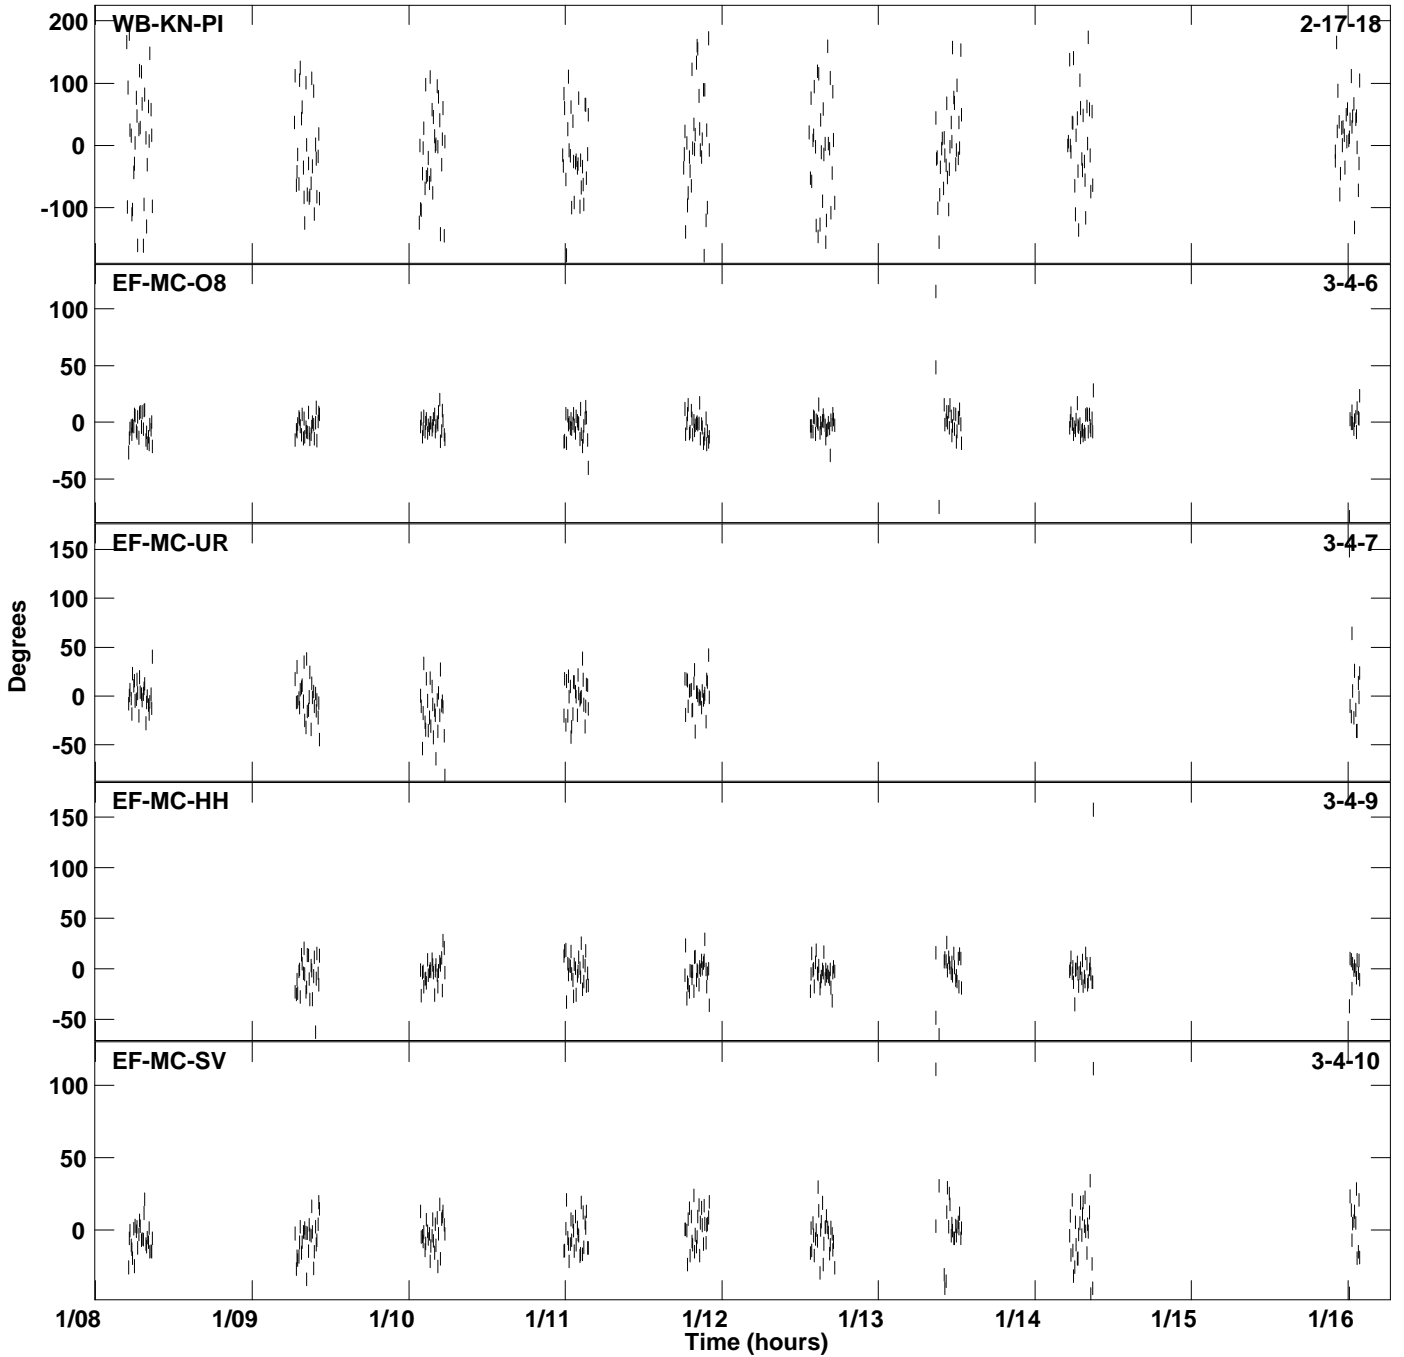 WB-KN-PI 2-17-18
200
100
0
-100
EF-MC-O8 3-4-6
100
50
0
-50
EF-MC-UR 3-4-7
150
100
50
0
-50
EF-MC-HH 3-4-9
150
100
50
0
-50
EF-MC-SV 3-4-10
100
50
0
Degrees
1/08 1/09 1/10 1/11 1/12 1/13 1/14 1/15 1/16
Time (hours)